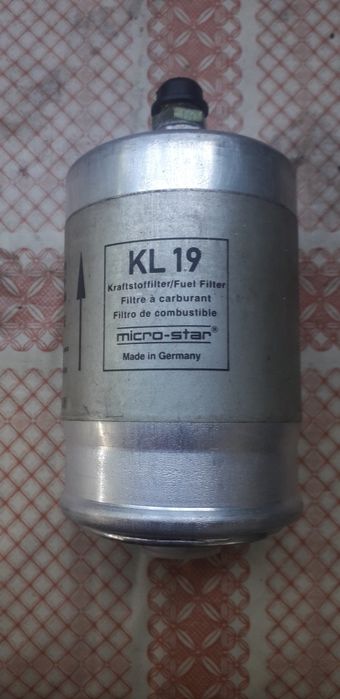 KL 19
Kraftstoffilter/Fuel Filter
Filtre à carburant
Filtro de combustible
micro-star®
Made in Germany